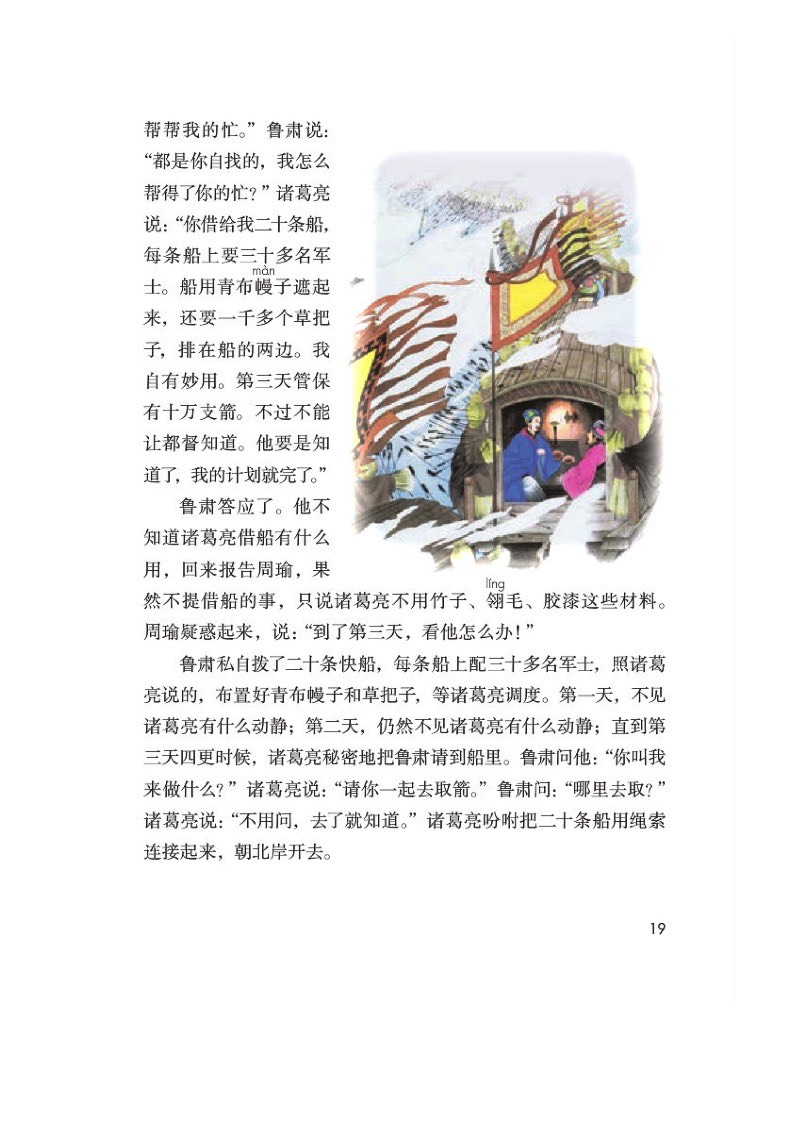 帮帮我的忙。”鲁肃说：
“都是你自找的，我怎么
帮得了你的忙？”诸葛亮
说：“你借给我二十条船，
每条船上要三十多名军
màn
士。船用青布幔子遮起
来，还要一千多个草把
子，排在船的两边。我
自有妙用。第三天管保
有十万支箭。不过不能
让都督知道。他要是知
道了，我的计划就完了。”
鲁肃答应了。他不
知道诸葛亮借船有什么
用，回来报告周瑜，果
líng
然不提借船的事，只说诸葛亮不用竹子、翎毛、胶漆这些材料。
周瑜疑惑起来，说：“到了第三天，看他怎么办！”
鲁肃私自拨了二十条快船，每条船上配三十多名军士，照诸葛
亮说的，布置好青布幔子和草把子，等诸葛亮调度。第一天，不见
诸葛亮有什么动静；第二天，仍然不见诸葛亮有什么动静；直到第
三天四更时候，诸葛亮秘密地把鲁肃请到船里。鲁肃问他：“你叫我
来做什么？”诸葛亮说：“请你一起去取箭。”鲁肃问：“哪里去取？”
诸葛亮说：“不用问，去了就知道。”诸葛亮吩咐把二十条船用绳索
连接起来，朝北岸开去。
19